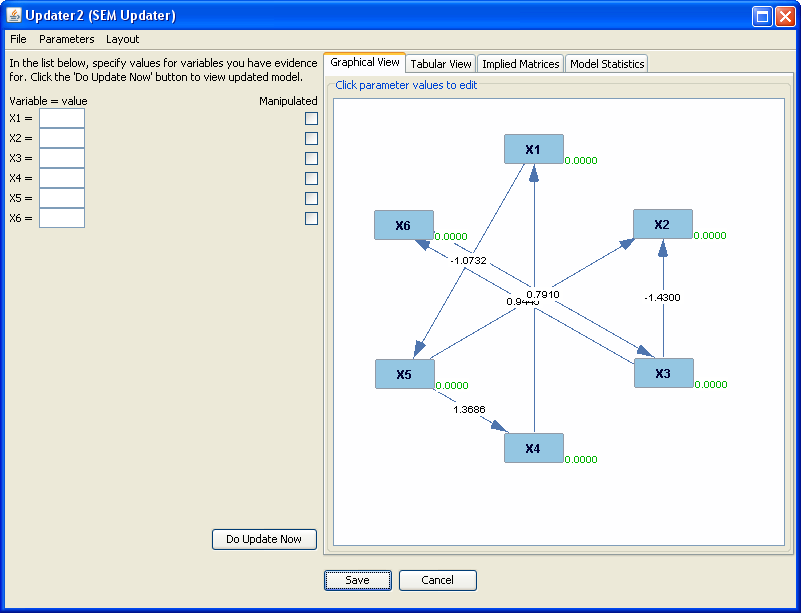 Updater2 (SEM Updater)
File Parameters Layout
In the list below, specify values for variables you have evidence
for. Click the 'Do Update Now' button to view updated model.
Variable = value Manipulated
X1 =
X2 =
X3 =
X4 =
X5 =
X6 =
Do Update Now
Graphical View Tabular View Implied Matrices Model Statistics
Click parameter values to edit
X1
0.0000
X6
0.0000
X2
0.0000
-1.0732
0.7910
-1.4300
X5
0.0000
X3
0.0000
1.3686
X4
0.0000
Save Cancel